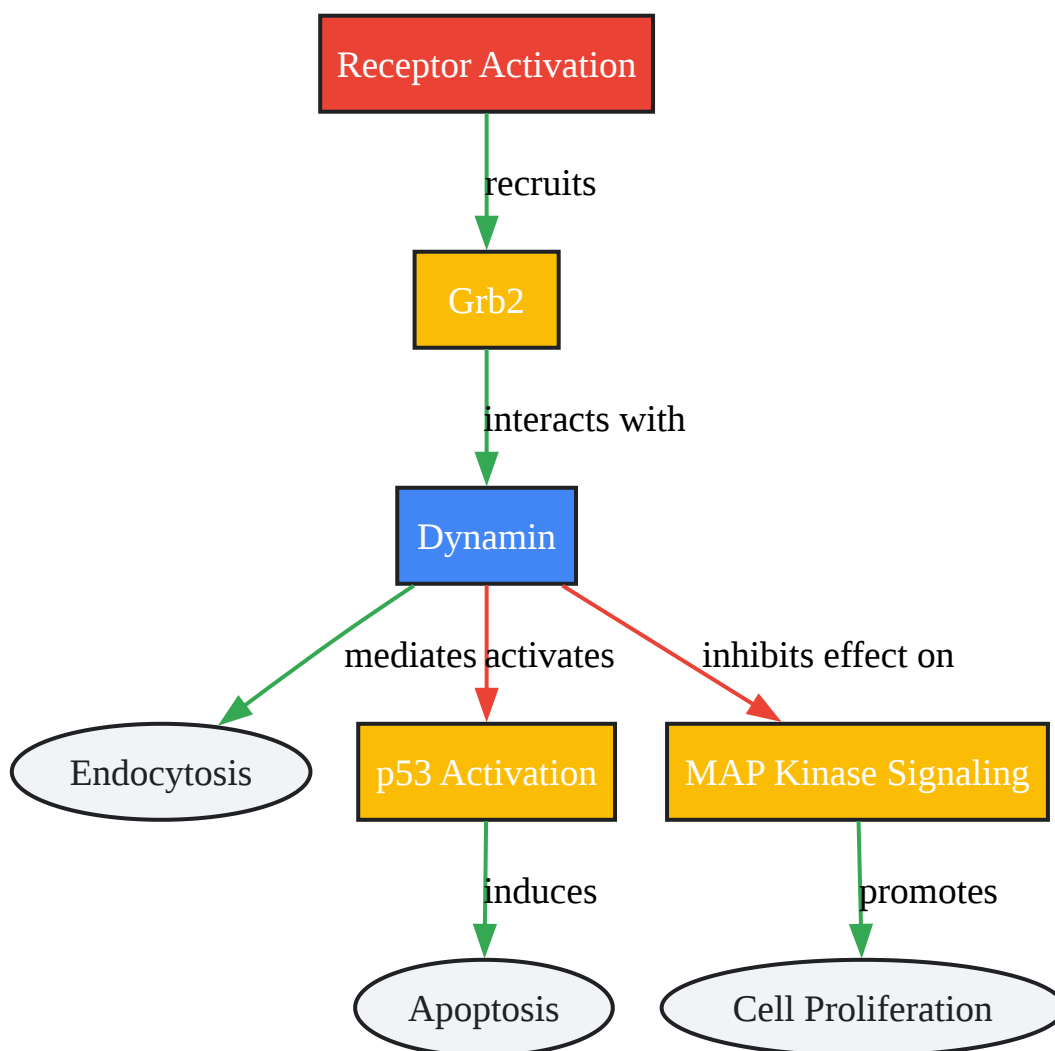 Receptor Activation
recruits
Grb2
interacts with
Dynamin
mediates
activates
inhibits effect on
Endocytosis
p53 Activation
MAP Kinase Signaling
induces
promotes
Apoptosis
Cell Proliferation